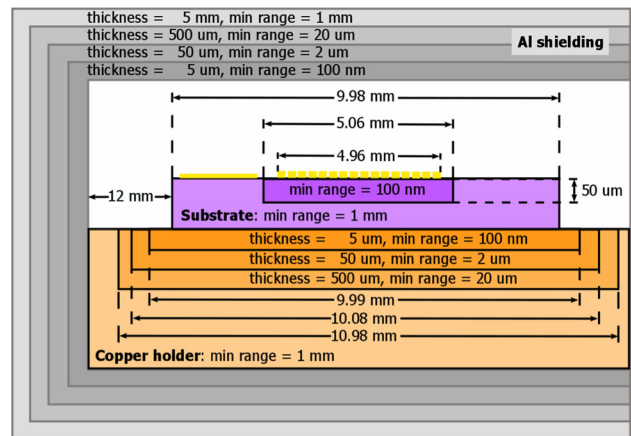 thickness = 5 mm, min range = 1 mm
thickness = 500 um, min range = 20 um
Al shielding
thickness = 50 um, min range = 2 um
thickness = 5 um, min range = 100 nm
9.98 mm
5.06 mm
4.96 mm
12 mm
min range = 100 nm
50 um
Substrate: min range = 1 mm
thickness = 5 um, min range = 100 nm
thickness = 50 um, min range = 2 um
thickness = 500 um, min range = 20 um
9.99 mm
10.08 mm
10.98 mm
Copper holder: min range = 1 mm